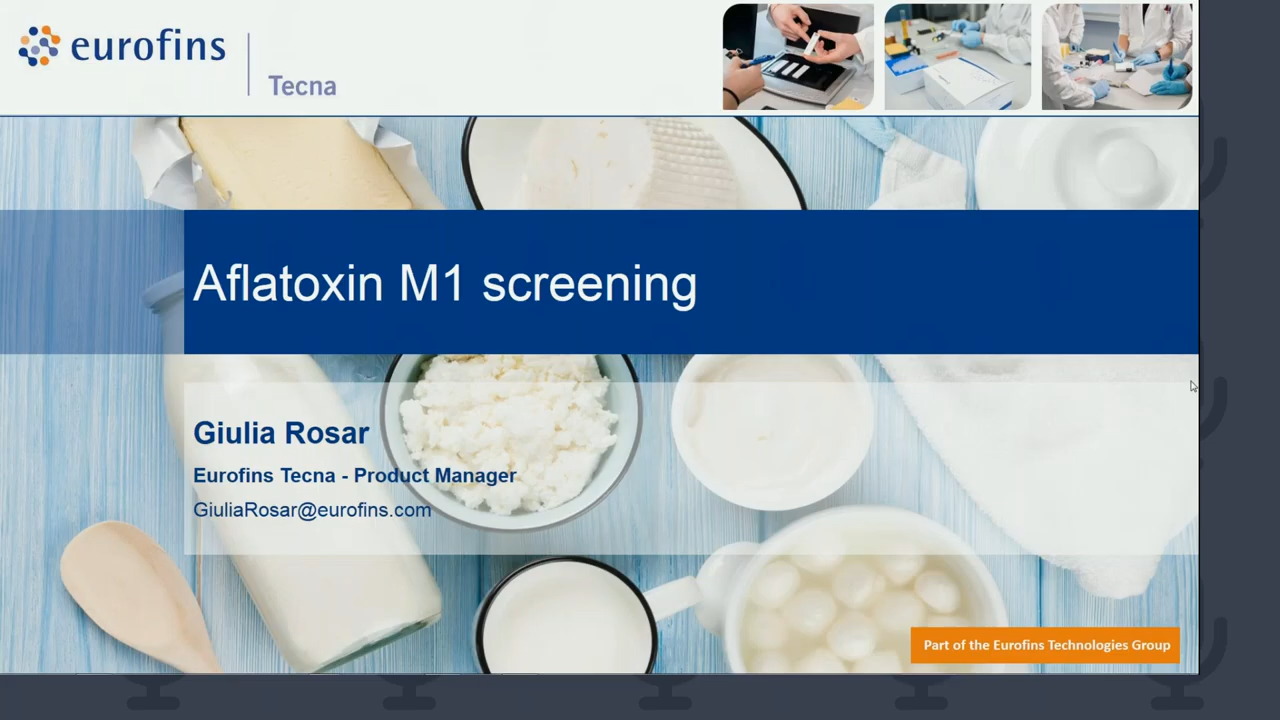 eurofins
Tecna
Aflatoxin M1 screening
Giulia Rosar
Eurofins Tecna - Product Manager
GiuliaRosar@eurofins.com
Part of the Eurofins Technologies Group